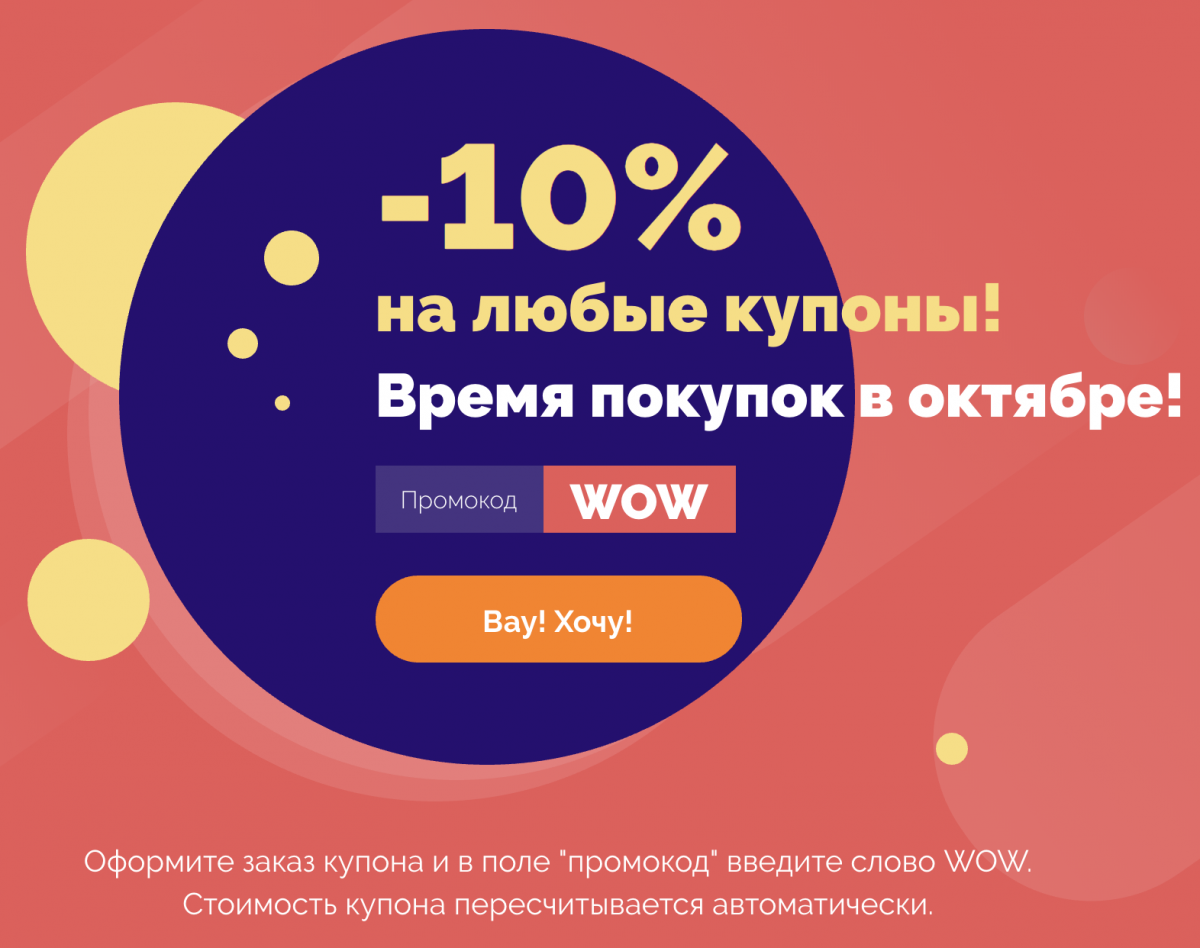 -10%
на любые купоны!
Время покупок в октябре!
Промокод WOW
Вау! Хочу!
Оформите заказ купона и в поле "промокод" введите слово WOW.
Стоимость купона пересчитывается автоматически.